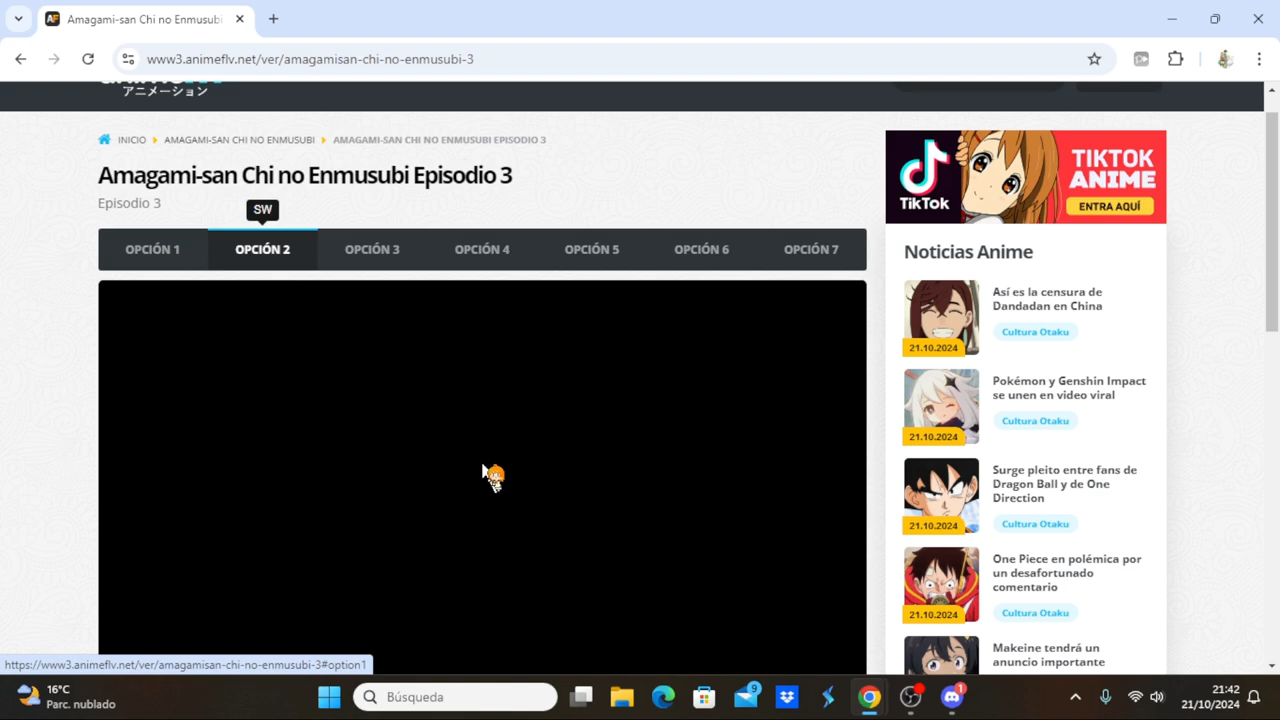 Amagami-san Chi no Enmusubi
www3.animeflv.net/ver/amagamisan-chi-no-enmusubi-3
アニメーション
INICIO
AMAGAMI-SAN CHI NO ENMUSUBI
AMAGAMI-SAN CHI NO ENMUSUBI EPISODIO 3
Amagami-san Chi no Enmusubi Episodio 3
Episodio 3
SW
OPCIÓN 1
OPCIÓN 2
OPCIÓN 3
OPCIÓN 4
OPCIÓN 5
OPCIÓN 6
OPCIÓN 7
TikTok
TIKTOK
ANIME
ENTRA AQUÍ
Noticias Anime
Así es la censura de
Dandadan en China
Cultura Otaku
21.10.2024
Pokémon y Genshin Impact
se unen en video viral
Cultura Otaku
21.10.2024
Surge pleito entre fans de
Dragon Ball y de One
Direction
Cultura Otaku
21.10.2024
One Piece en polémica por
un desafortunado
comentario
Cultura Otaku
21.10.2024
Makeine tendrá un
anuncio importante
https://www3.animeflv.net/ver/amagamisan-chi-no-enmusubi-3#option1
16°C
Parc. nublado
Búsqueda
9
1
21:42
21/10/2024